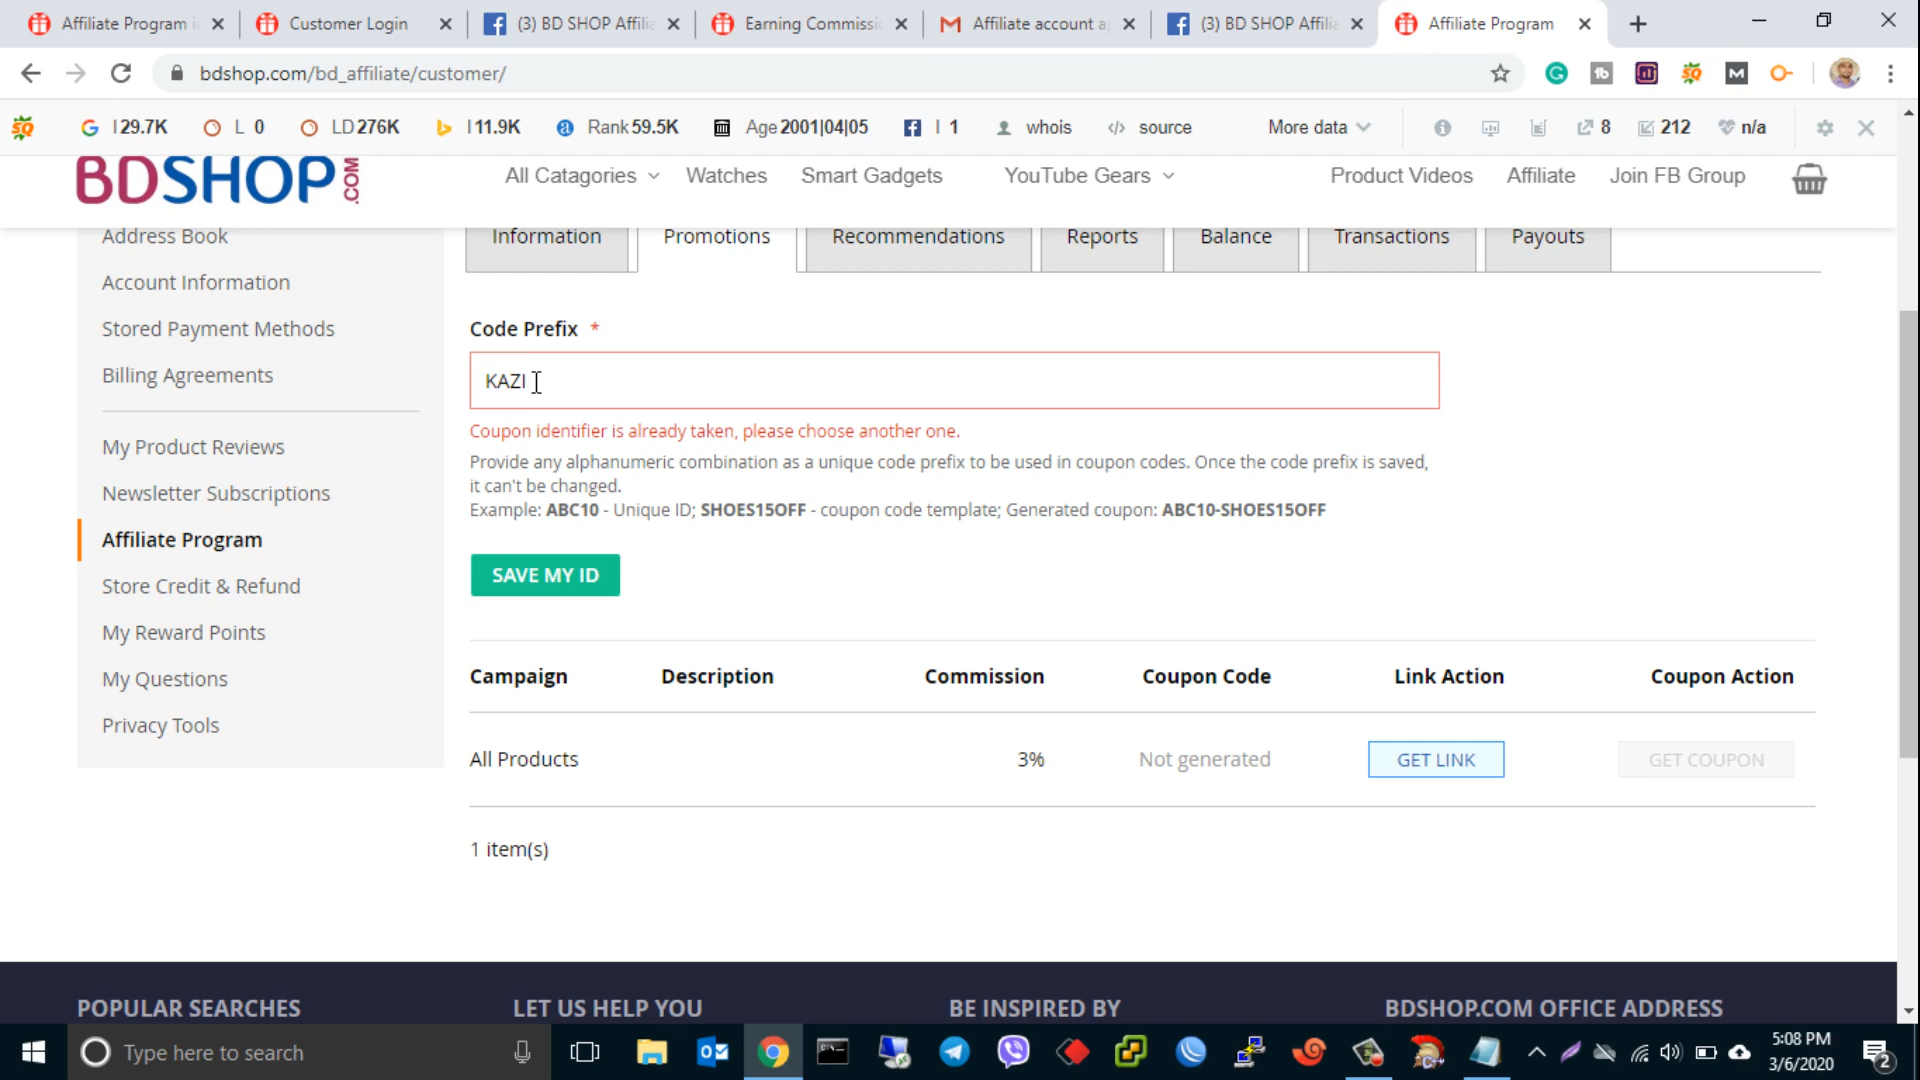 Affiliate Program i
Customer Login
(3) BD SHOP Affili
Earning Commissi
Affiliate account a
(3) BD SHOP Affili
Affiliate Program
bdshop.com/bd_affiliate/customer/
I 29.7K
L 0
LD 276K
I 11.9K
Rank 59.5K
Age 2001|04|05
I 1
whois
source
More data
8
212
n/a
BDSHOP.COM
All Catagories
Watches
Smart Gadgets
YouTube Gears
Product Videos
Affiliate
Join FB Group
Address Book
Account Information
Stored Payment Methods
Billing Agreements
My Product Reviews
Newsletter Subscriptions
Affiliate Program
Store Credit & Refund
My Reward Points
My Questions
Privacy Tools
Information
Promotions
Recommendations
Reports
Balance
Transactions
Payouts
Code Prefix *
KAZI
Coupon identifier is already taken, please choose another one.
Provide any alphanumeric combination as a unique code prefix to be used in coupon codes. Once the code prefix is saved,
it can't be changed.
Example: ABC10 - Unique ID; SHOES15OFF - coupon code template; Generated coupon: ABC10-SHOES15OFF
SAVE MY ID
Campaign Description Commission Coupon Code Link Action Coupon Action
All Products 3% Not generated GET LINK GET COUPON
1 item(s)
POPULAR SEARCHES
LET US HELP YOU
BE INSPIRED BY
BDSHOP.COM OFFICE ADDRESS
Type here to search
5:08 PM
3/6/2020
2